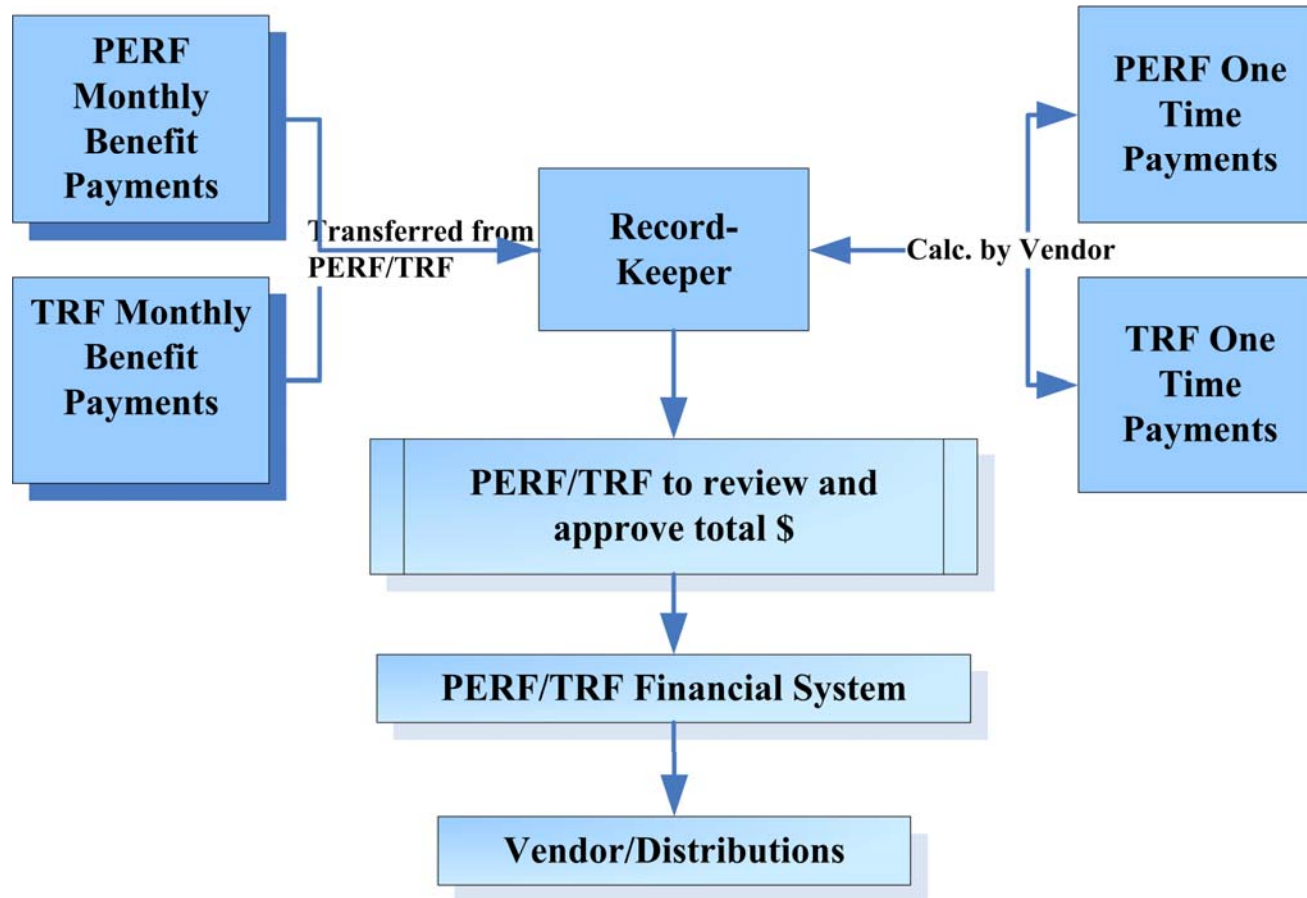 PERF
Monthly
Benefit
Payments
TRF Monthly
Benefit
Payments
Transferred from
PERF/TRF
Record-
Keeper
Calc. by Vendor
PERF One
Time
Payments
TRF One
Time
Payments
PERF/TRF to review and
approve total $
PERF/TRF Financial System
Vendor/Distributions